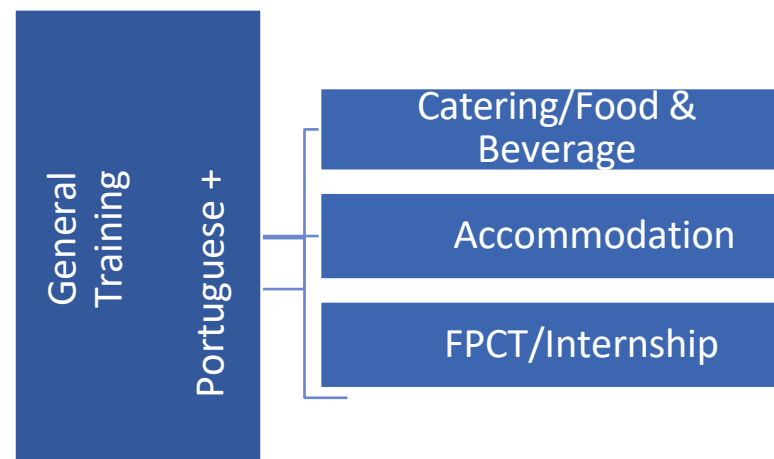 General
Training
Portuguese +
Catering/Food &
Beverage
Accommodation
FPCT/Internship